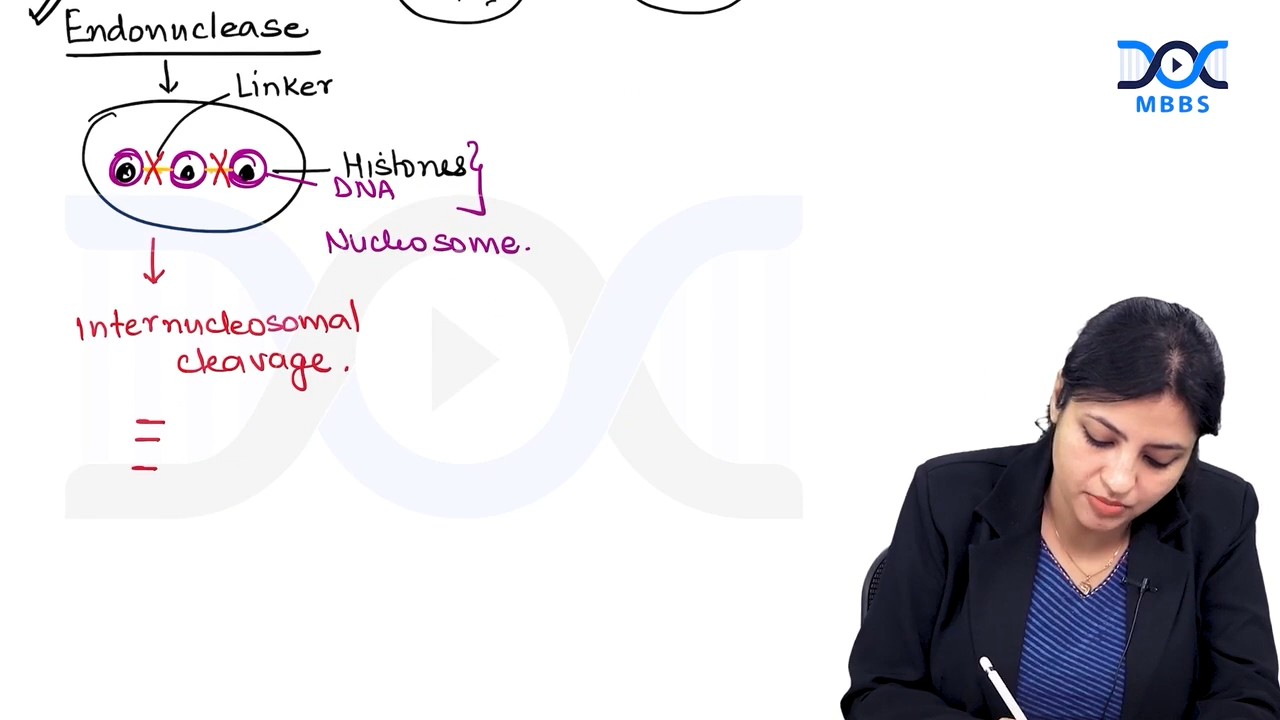 Endonuclease
Linker
Histones
DNA
Nucleosome.
Internucleosomal
cleavage.
MBBS